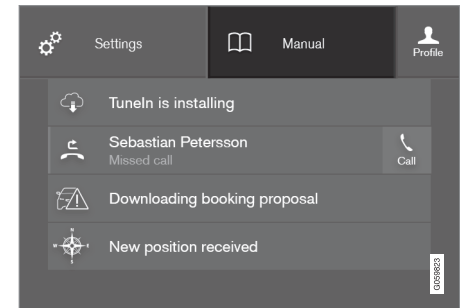 Settings
Manual
Profile
TuneIn is installing
Sebastian Petersson
Missed call
Call
Downloading booking proposal
New position received
G059823